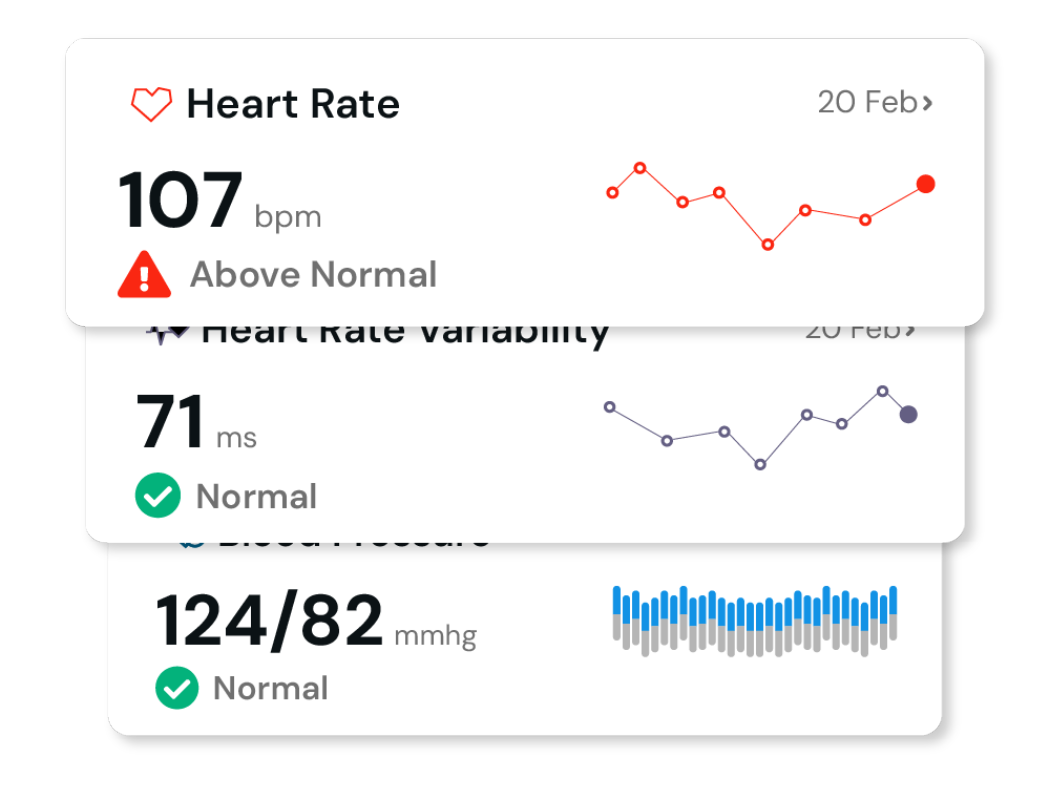 Heart Rate
20 Feb
107 bpm
Above Normal
Heart Rate Variability
20 Feb
71 ms
Normal
Blood Pressure
124/82 mmhg
Normal